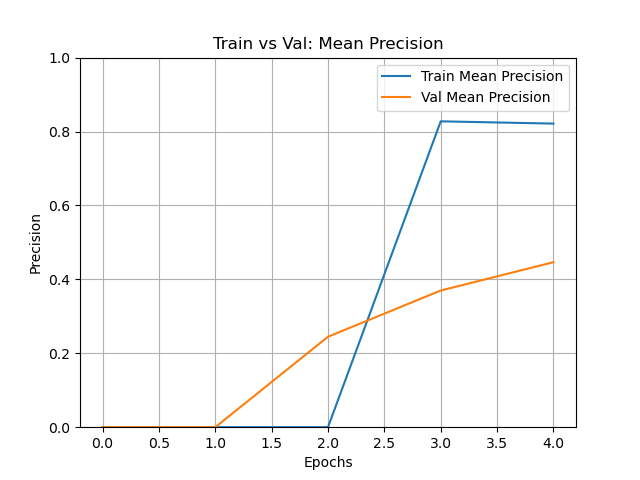 Train vs Val: Mean Precision
Train Mean Precision
Val Mean Precision
Precision
1.0
0.8
0.6
0.4
0.2
0.0
0.0 0.5 1.0 1.5 2.0 2.5 3.0 3.5 4.0
Epochs